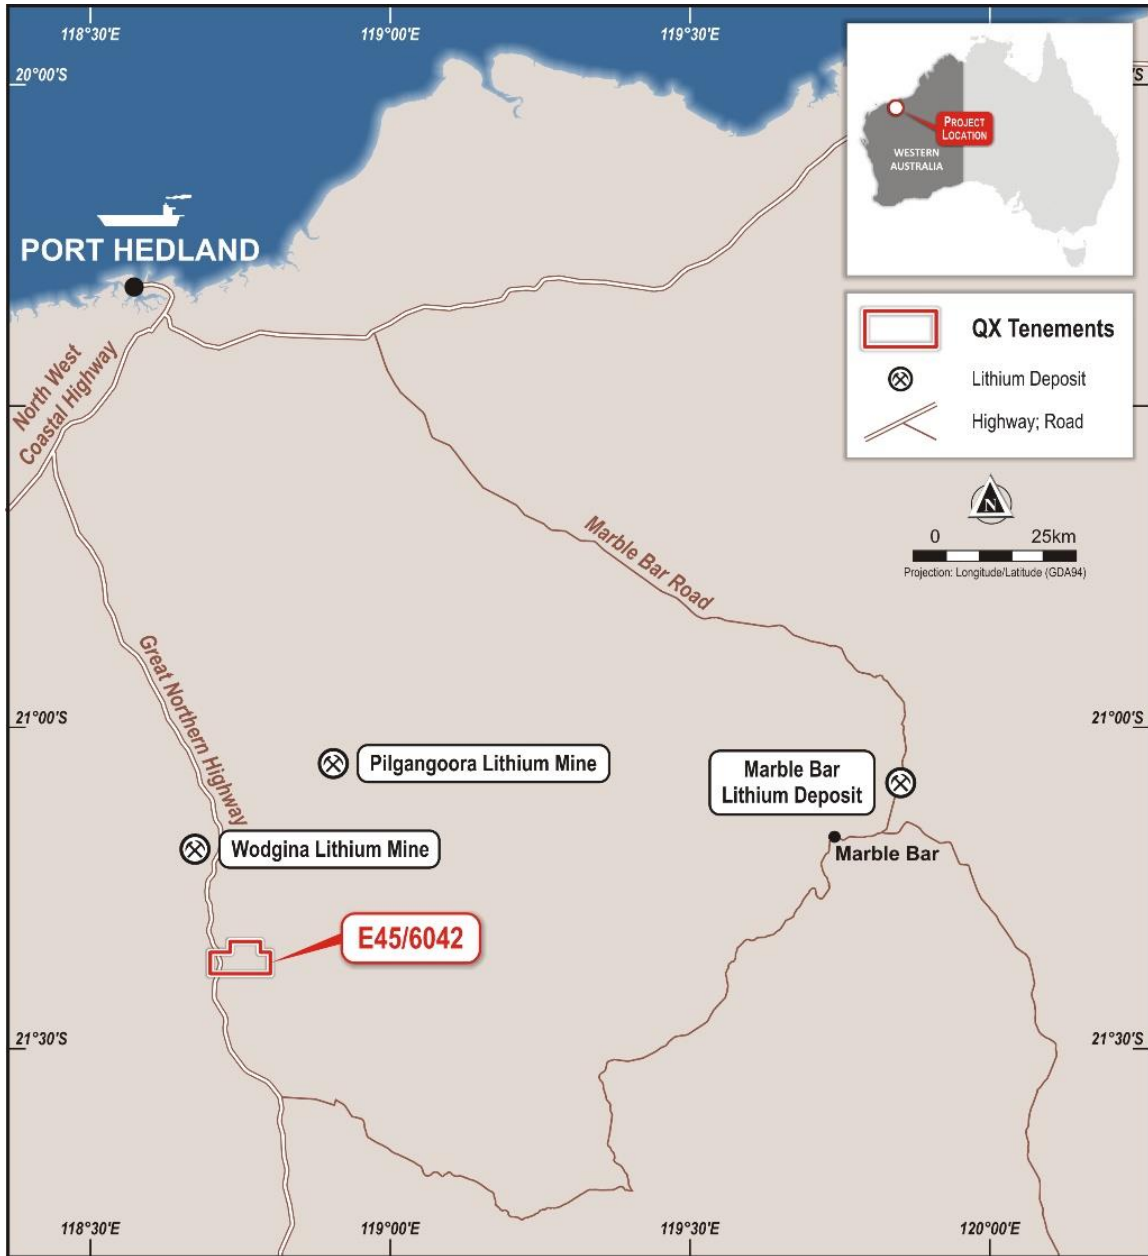 118°30'E
119°00'E
119°30'E
20°00'S
PROJECT
LOCATION
WESTERN
AUSTRALIA
PORT HEDLAND
North West
Coastal Highway
QX Tenements
Lithium Deposit
Highway; Road
N
0 25km
Projection: Longitude/Latitude (GDA94)
Marble Bar Road
Great Northern Highway
21°00'S
21°00'S
Pilgangoora Lithium Mine
Marble Bar
Lithium Deposit
Wodgina Lithium Mine
Marble Bar
E45/6042
21°30'S
21°30'S
118°30'E
119°00'E
119°30'E
120°00'E